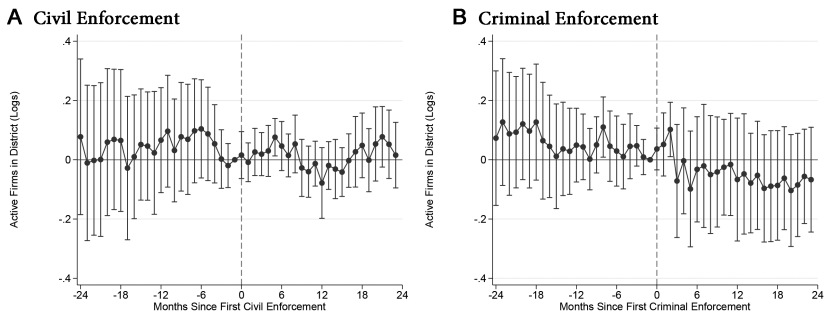 A Civil Enforcement
Active Firms in District (Logs)
.4
.2
0
-.2
-.4
-24 -18 -12 -6 0 6 12 18 24
Months Since First Civil Enforcement
B Criminal Enforcement
Active Firms in District (Logs)
.4
.2
0
-.2
-.4
-24 -18 -12 -6 0 6 12 18 24
Months Since First Criminal Enforcement